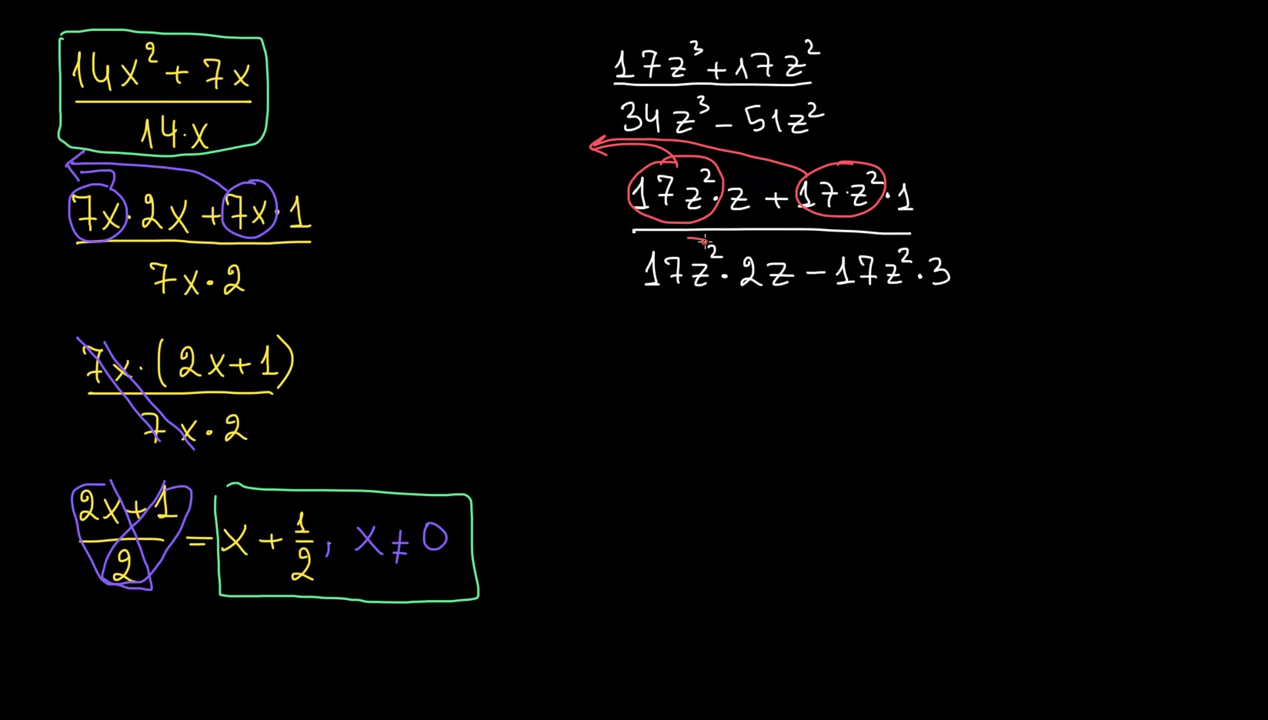 14x² + 7x
14·x
7x·2x + 7x·1
7x·2
7x·(2x+1)
7x·2
2x+1
2
= x + 1/2, x ≠ 0
17z³ + 17z²
34z³ − 51z²
17z²·z + 17·z²·1
17z²·2z − 17z²·3